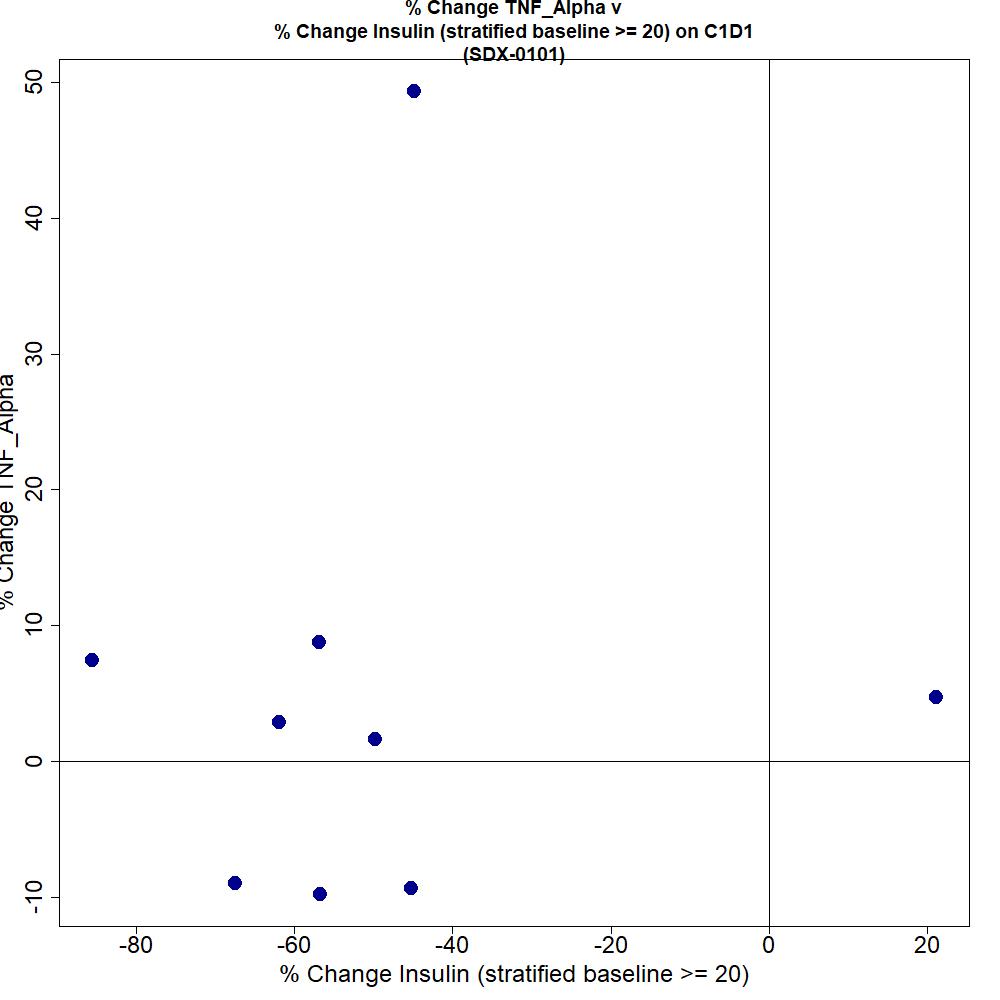 % Change TNF_Alpha v
% Change Insulin (stratified baseline >= 20) on C1D1
(SDX-0101)
% Change TNF_Alpha
50
40
30
20
10
0
-10
-80
-60
-40
-20
0
20
% Change Insulin (stratified baseline >= 20)